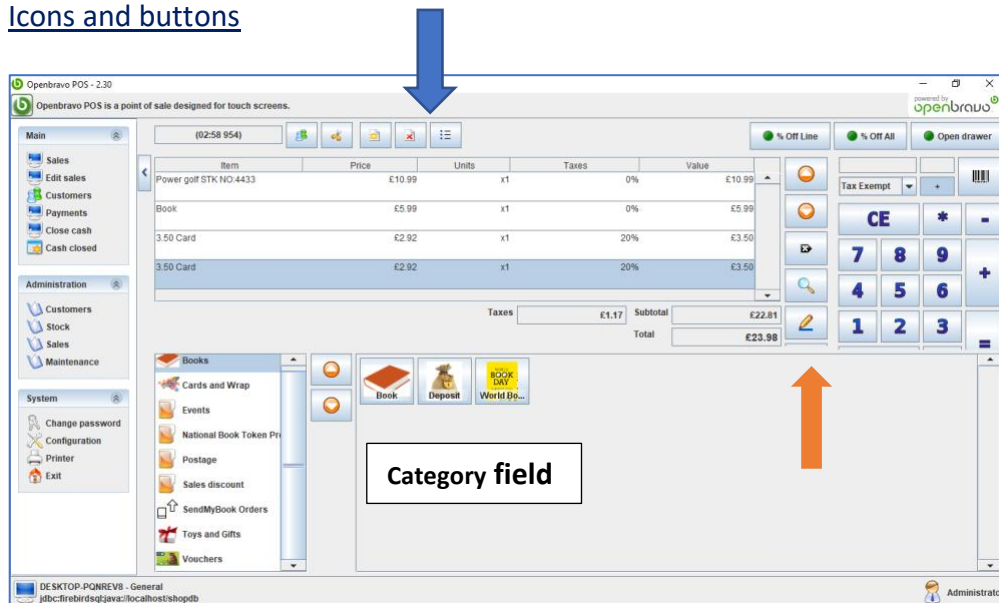 Icons and buttons
Openbravo POS - 2.30
Openbravo POS is a point of sale designed for touch screens.
powered by
openbravo
Main
Sales
Edit sales
Customers
Payments
Close cash
Cash closed
Administration
Customers
Stock
Sales
Maintenance
System
Change password
Configuration
Printer
Exit
(02:58 954)
% Off Line
% Off All
Open drawer
Item Price Units Taxes Value
Power golf STK NO:4433 £10.99 x1 0% £10.99
Book £5.99 x1 0% £5.99
3.50 Card £2.92 x1 20% £3.50
3.50 Card £2.92 x1 20% £3.50
Taxes £1.17 Subtotal £22.81
Total £23.98
Tax Exempt +
CE * -
7 8 9 +
4 5 6
1 2 3 =
Books
Cards and Wrap
Events
National Book Token Pr
Postage
Sales discount
SendMyBook Orders
Toys and Gifts
Vouchers
Book
Deposit
WORLD
BOOK
DAY
World Bo...
Category field
DESKTOP-PQNREV8 - General
jdbc:firebirdsql:java://localhost/shopdb
Administrato